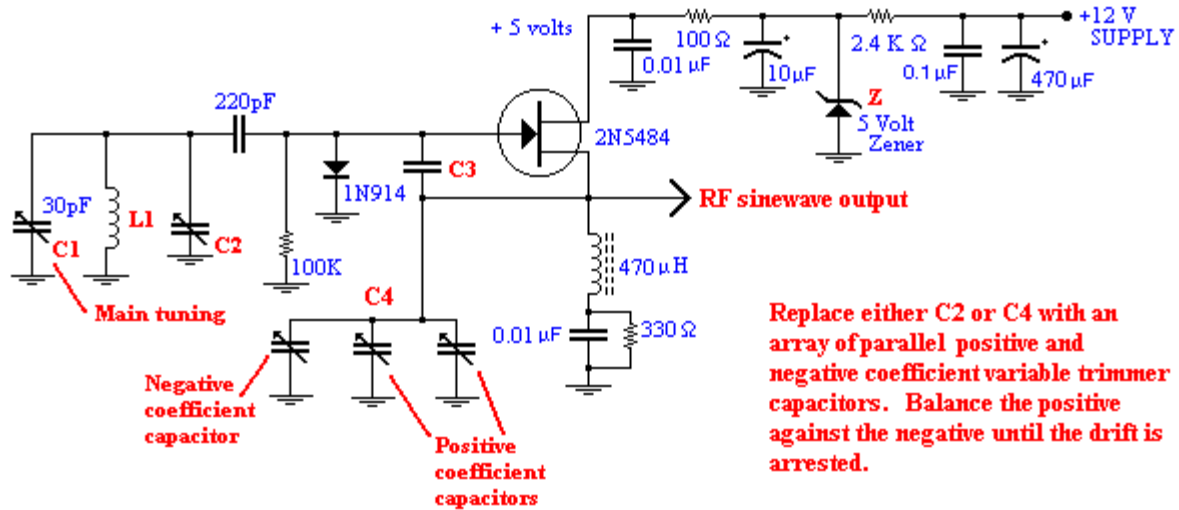 + 5 volts
100 Ω
0.01 µF
10µF
2.4 K Ω
0.1µF
470 µF
+12 V
SUPPLY
Z
5 Volt
Zener
220pF
2N5484
C3
1N914
30pF
L1
C1
C2
100K
RF sinewave output
Main tuning
C4
470 µ H
0.01 µF
330 Ω
Negative
coefficient
capacitor
Positive
coefficient
capacitors
Replace either C2 or C4 with an
array of parallel positive and
negative coefficient variable trimmer
capacitors. Balance the positive
against the negative until the drift is
arrested.